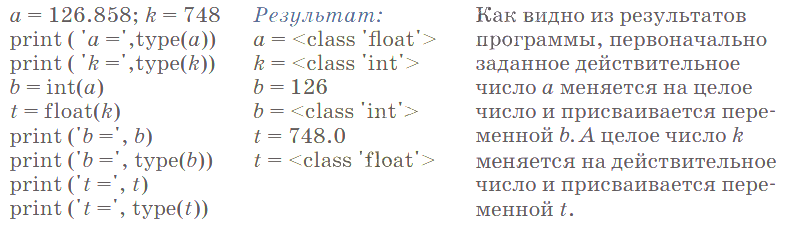 a = 126.858; k = 748
print ( 'a =',type(a))
print ( 'k =',type(k))
b = int(a)
t = float(k)
print ('b =', b)
print ('b =', type(b))
print ('t =', t)
print ('t =', type(t))
Результат:
a = <class 'float'>
k = <class 'int'>
b = 126
b = <class 'int'>
t = 748.0
t = <class 'float'>
Как видно из результатов
программы, первоначально
заданное действительное
число a меняется на целое
число и присваивается пере-
менной b. А целое число k
меняется на действительное
число и присваивается пере-
менной t.